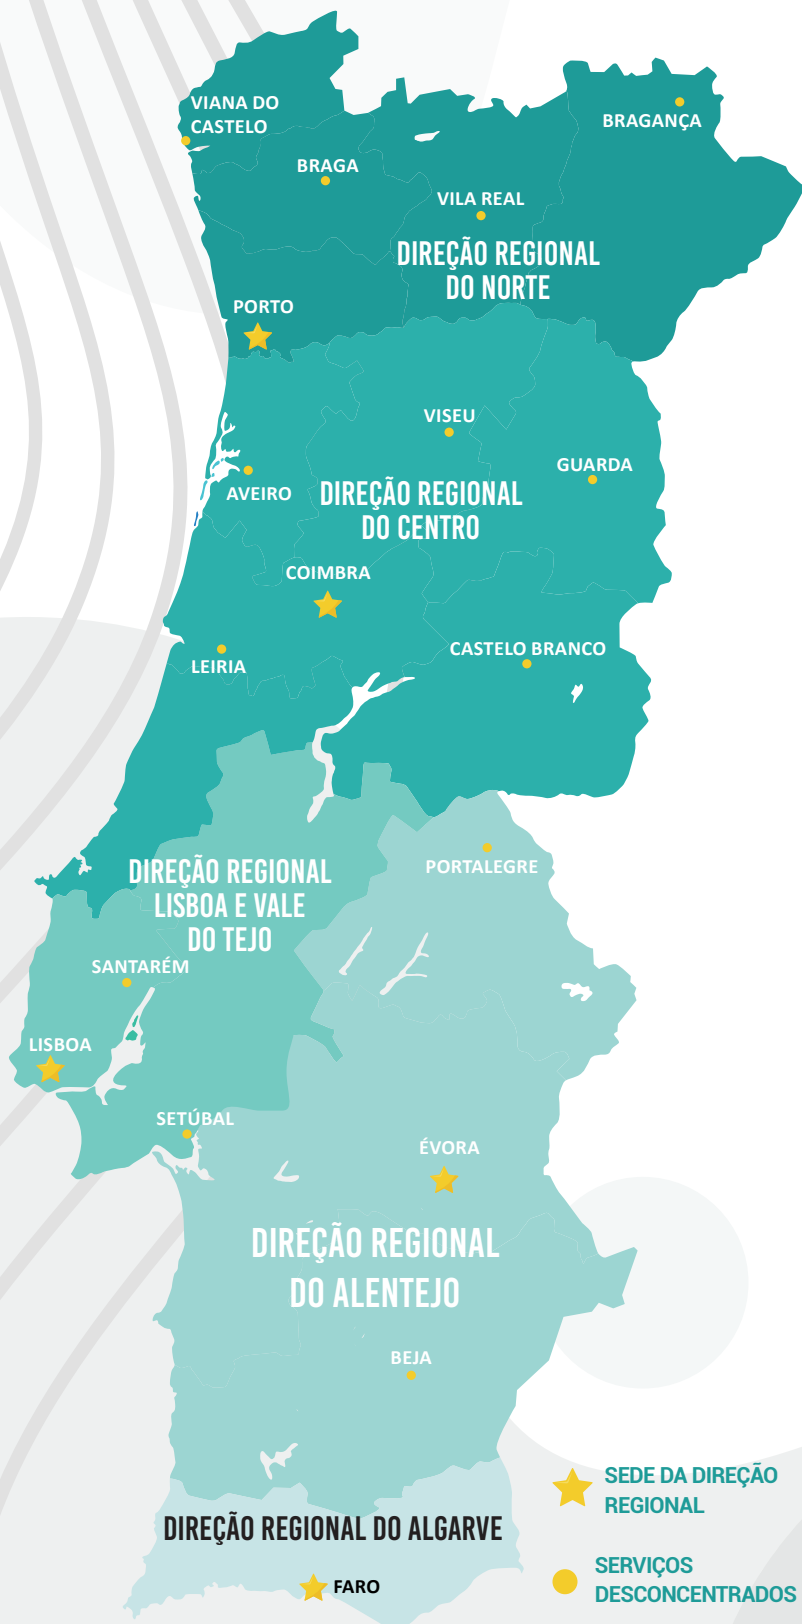 VIANA DO
CASTELO
BRAGANÇA
BRAGA
VILA REAL
DIREÇÃO REGIONAL
DO NORTE
PORTO
VISEU
GUARDA
AVEIRO
DIREÇÃO REGIONAL
DO CENTRO
COIMBRA
CASTELO BRANCO
LEIRIA
PORTALEGRE
DIREÇÃO REGIONAL
LISBOA E VALE
DO TEJO
SANTARÉM
LISBOA
SETÚBAL
ÉVORA
DIREÇÃO REGIONAL
DO ALENTEJO
BEJA
SEDE DA DIREÇÃO
REGIONAL
DIREÇÃO REGIONAL DO ALGARVE
SERVIÇOS
DESCONCENTRADOS
FARO